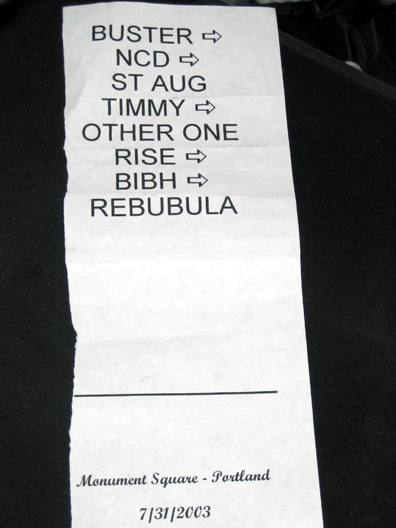 BUSTER ⇨
NCD ⇨
ST AUG
TIMMY ⇨
OTHER ONE
RISE ⇨
BIBH ⇨
REBUBULA
Monument Square - Portland
7/31/2003